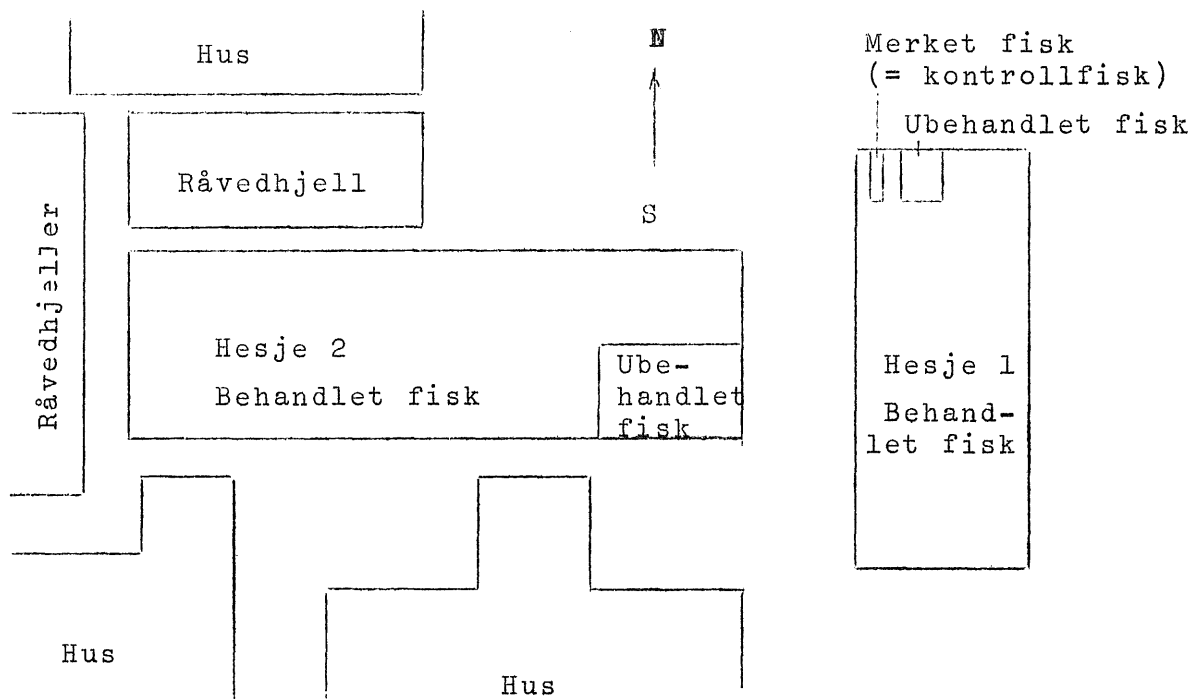 Hus
N
Merket fisk
(= kontrollfisk)
Ubehandlet fisk
Råvedhjell
S
Råvedhjeller
Hesje 2
Behandlet fisk
Ube-
handlet
fisk
Hesje 1
Behand-
let fisk
Hus
Hus